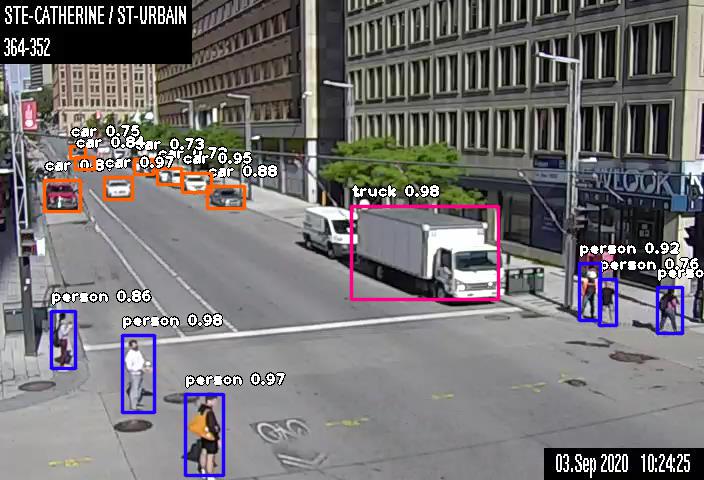 STE-CATHERINE / ST-URBAIN
364-352
car 0.75
car 0.84
car 0.73
car 0.97
car 0.95
car 0.88
truck 0.98
WEWORK
person 0.92
person 0.76
perso
person 0.86
person 0.98
person 0.97
03.Sep 2020 10:24:25